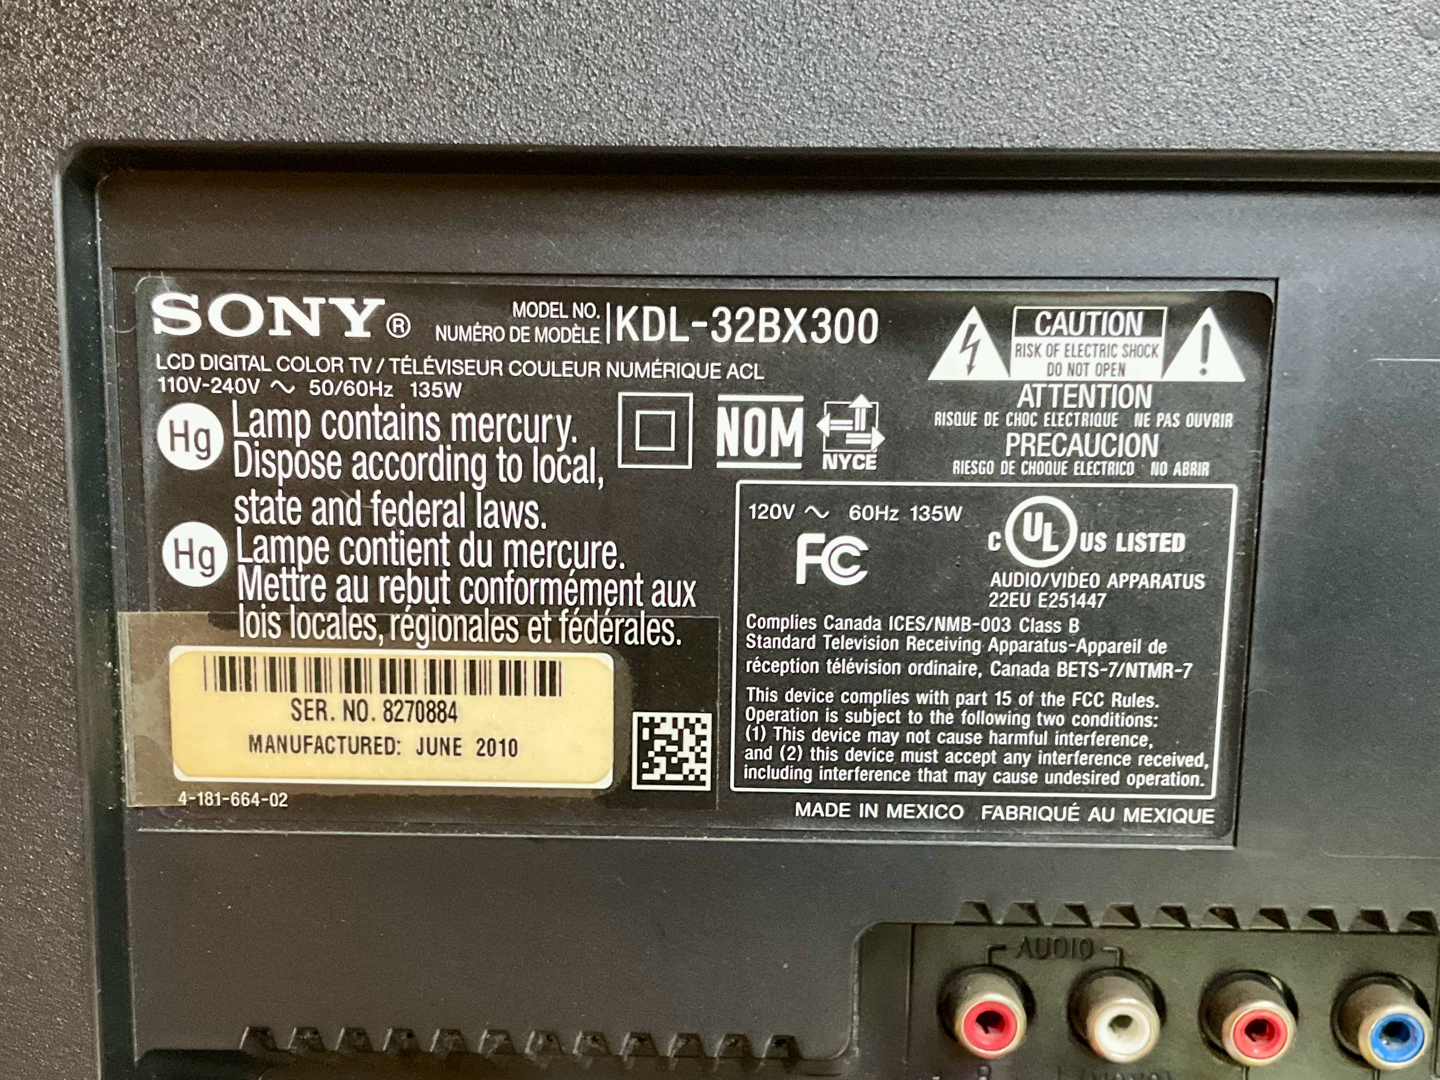 SONY®
MODEL NO.
NUMÉRO DE MODÈLE
KDL-32BX300
LCD DIGITAL COLOR TV / TÉLÉVISEUR COULEUR NUMÉRIQUE ACL
110V-240V ~ 50/60Hz 135W
Hg Lamp contains mercury.
Dispose according to local,
state and federal laws.
Hg Lampe contient du mercure.
Mettre au rebut conformément aux
lois locales, régionales et fédérales.
SER. NO. 8270884
MANUFACTURED: JUNE 2010
4-181-664-02
NOM
NYCE
CAUTION
RISK OF ELECTRIC SHOCK
DO NOT OPEN
ATTENTION
RISQUE DE CHOC ELECTRIQUE NE PAS OUVRIR
PRECAUCION
RIESGO DE CHOQUE ELECTRICO NO ABRIR
120V ~ 60Hz 135W
FC
C UL US LISTED
AUDIO/VIDEO APPARATUS
22EU E251447
Complies Canada ICES/NMB-003 Class B
Standard Television Receiving Apparatus-Appareil de
réception télévision ordinaire, Canada BETS-7/NTMR-7
This device complies with part 15 of the FCC Rules.
Operation is subject to the following two conditions:
(1) This device may not cause harmful interference,
and (2) this device must accept any interference received,
including interference that may cause undesired operation.
MADE IN MEXICO FABRIQUÉ AU MEXIQUE
AUDIO